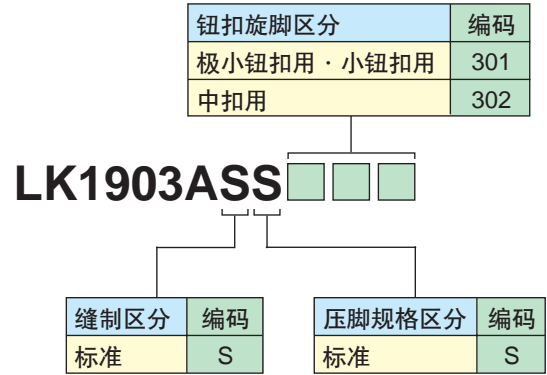 钮扣旋脚区分 编码
极小钮扣用・小钮扣用 301
中扣用 302
LK1903ASS□□□
缝制区分 编码 压脚规格区分 编码
标准 S 标准 S